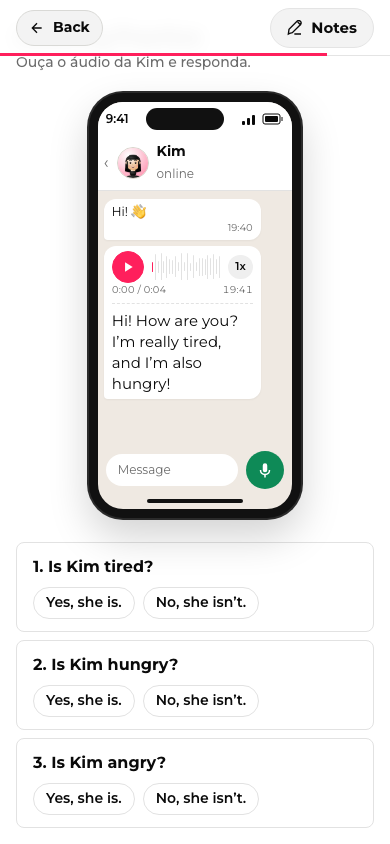 Back
Notes
Ouça o áudio da Kim e responda.
9:41
Kim
online
Hi! 👋
19:40
1x
0:00 / 0:04
19:41
Hi! How are you?
I’m really tired,
and I’m also
hungry!
Message
1. Is Kim tired?
Yes, she is.
No, she isn’t.
2. Is Kim hungry?
Yes, she is.
No, she isn’t.
3. Is Kim angry?
Yes, she is.
No, she isn’t.